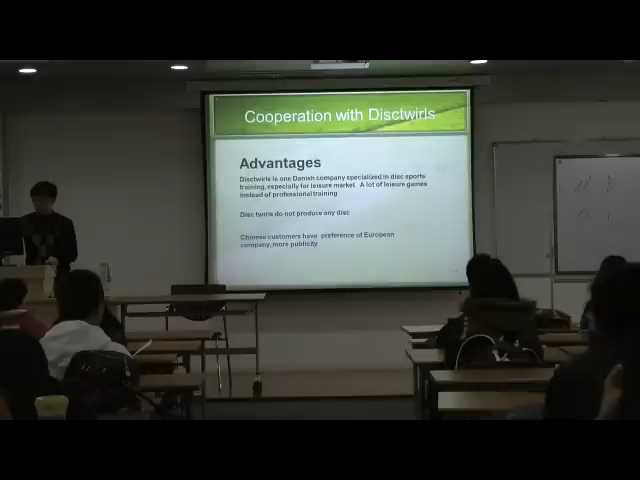 Cooperation with Disctwirls
Advantages
Disctwirls is one Danish company specialized in disc sports
training, especially for leisure market. A lot of leisure games
instead of professional training
Disc twirls do not produce any disc
Chinese customers have preference of European
company, more publicity